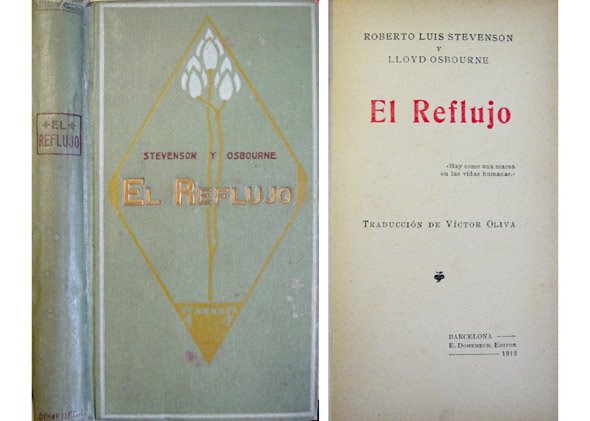 EL
REFLUJO
STEVENSON Y OSBOURNE
EL REFLUJO
ROBERTO LUIS STEVENSON
Y
LLOYD OSBOURNE
El Reflujo
«Hay como una marea
en las vidas humanas.»
TRADUCCIÓN DE VÍCTOR OLIVA
BARCELONA
E. DOMENECH, EDITOR
1912